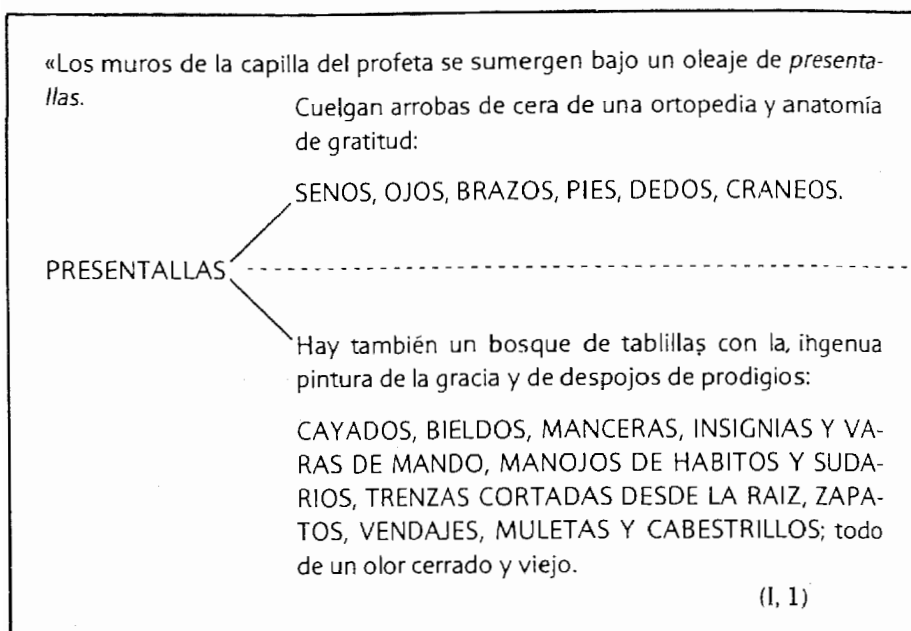 «Los muros de la capilla del profeta se sumergen bajo un oleaje de presenta-
llas.
Cuelgan arrobas de cera de una ortopedia y anatomía
de gratitud:
SENOS, OJOS, BRAZOS, PIES, DEDOS, CRANEOS.
PRESENTALLAS
Hay también un bosque de tablillas con la, ihgenua
pintura de la gracia y de despojos de prodigios:
CAYADOS, BIELDOS, MANCERAS, INSIGNIAS Y VA-
RAS DE MANDO, MANOJOS DE HABITOS Y SUDA-
RIOS, TRENZAS CORTADAS DESDE LA RAIZ, ZAPA-
TOS, VENDAJES, MULETAS Y CABESTRILLOS; todo
de un olor cerrado y viejo.
(I, 1)